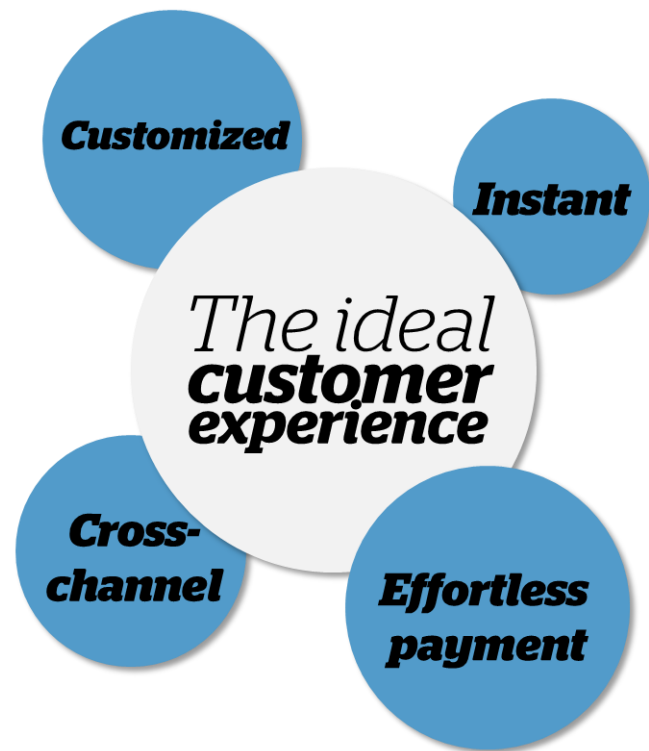 Customized
Instant
The ideal
customer
experience
Cross-
channel
Effortless
payment